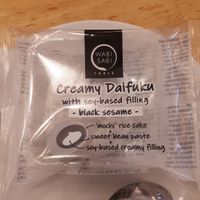 WABI
SABI
TABLE
Creamy Daifuku
with soy-based filling
- black sesame -
'mochi' rice cake
sweet bean paste
soy-based creamy filling